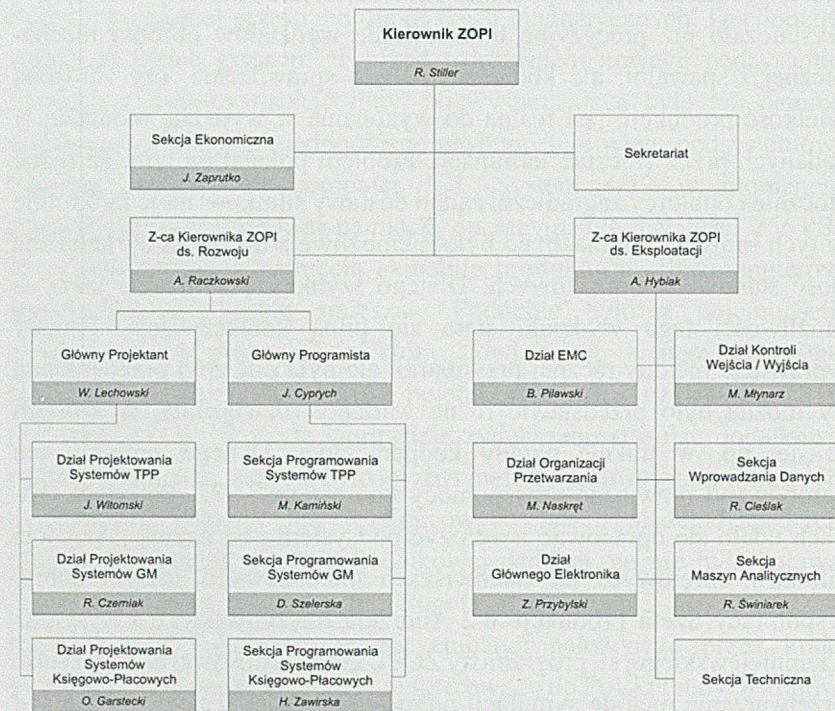 Kierownik ZOPI
R. Stiller
Sekcja Ekonomiczna
J. Zaprutko
Sekretariat
Z-ca Kierownika ZOPI
ds. Rozwoju
A. Raczkowski
Z-ca Kierownika ZOPI
ds. Eksploatacji
A. Hybiak
Główny Projektant
W. Lechowski
Główny Programista
J. Cyprych
Dział EMC
B. Pilawski
Dział Kontroli
Wejścia / Wyjścia
M. Młynarz
Dział Projektowania
Systemów TPP
J. Witomski
Sekcja Programowania
Systemów TPP
M. Kamiński
Dział Organizacji
Przetwarzania
M. Naskręt
Sekcja
Wprowadzania Danych
R. Cieślak
Dział Projektowania
Systemów GM
R. Czerniak
Sekcja Programowania
Systemów GM
D. Szelerska
Dział
Głównego Elektronika
Z. Przybylski
Sekcja
Maszyn Analitycznych
R. Świniarek
Dział Projektowania
Systemów
Księgowo-Płacowych
O. Garstecki
Sekcja Programowania
Systemów
Księgowo-Płacowych
H. Zawirska
Sekcja Techniczna